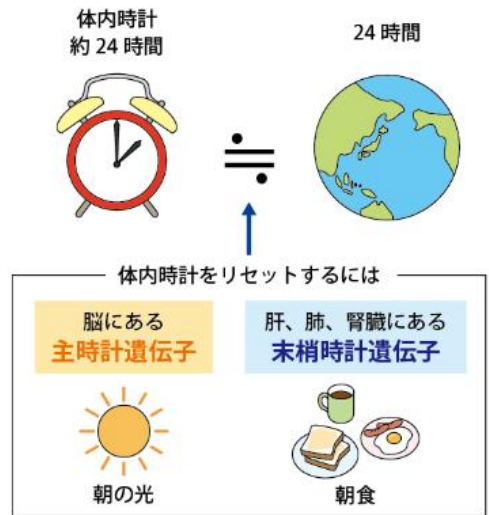 体内時計
約 24 時間
24 時間
≒
体内時計をリセットするには
脳にある
主時計遺伝子
肝、肺、腎臓にある
末梢時計遺伝子
朝の光
朝食